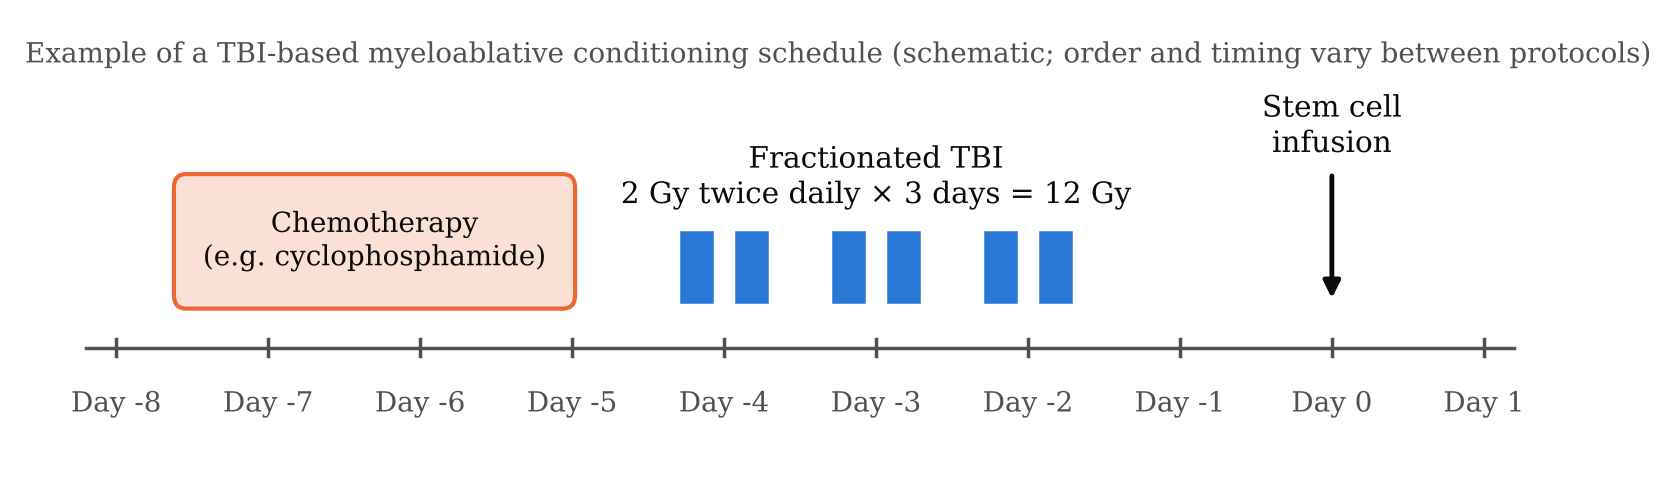 Example of a TBI-based myeloablative conditioning schedule (schematic; order and timing vary between protocols)
Stem cell
infusion
Fractionated TBI
2 Gy twice daily × 3 days = 12 Gy
Chemotherapy
(e.g. cyclophosphamide)
Day -8
Day -7
Day -6
Day -5
Day -4
Day -3
Day -2
Day -1
Day 0
Day 1